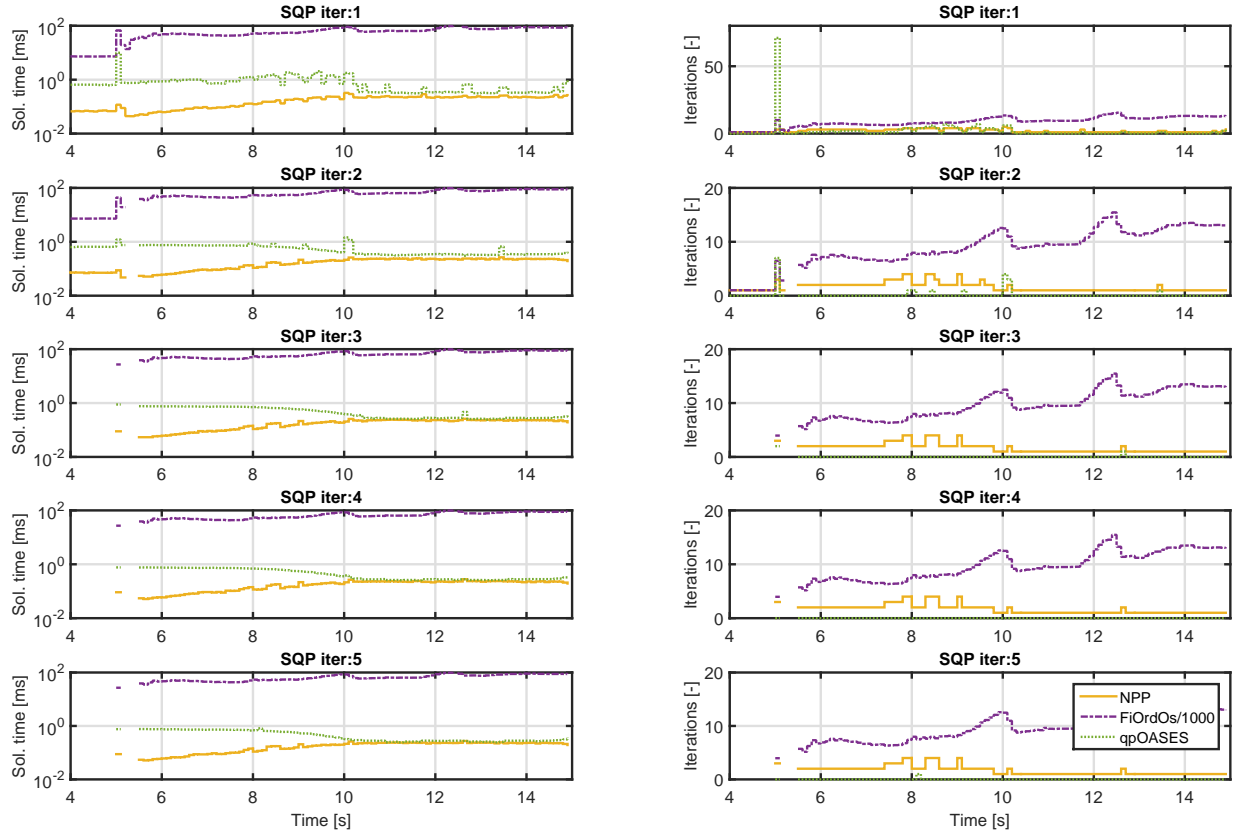 SQP iter:1
Sol. time [ms]
10^2
10^0
10^-2
4 6 8 10 12 14
SQP iter:1
Iterations [-]
50
0
4 6 8 10 12 14
SQP iter:2
Sol. time [ms]
10^2
10^0
10^-2
4 6 8 10 12 14
SQP iter:2
Iterations [-]
20
10
0
4 6 8 10 12 14
SQP iter:3
Sol. time [ms]
10^2
10^0
10^-2
4 6 8 10 12 14
SQP iter:3
Iterations [-]
20
10
0
4 6 8 10 12 14
SQP iter:4
Sol. time [ms]
10^2
10^0
10^-2
4 6 8 10 12 14
SQP iter:4
Iterations [-]
20
10
0
4 6 8 10 12 14
SQP iter:5
Sol. time [ms]
10^2
10^0
10^-2
4 6 8 10 12 14
Time [s]
SQP iter:5
Iterations [-]
20
10
0
NPP
FiOrdOs/1000
qpOASES
4 6 8 10 12 14
Time [s]